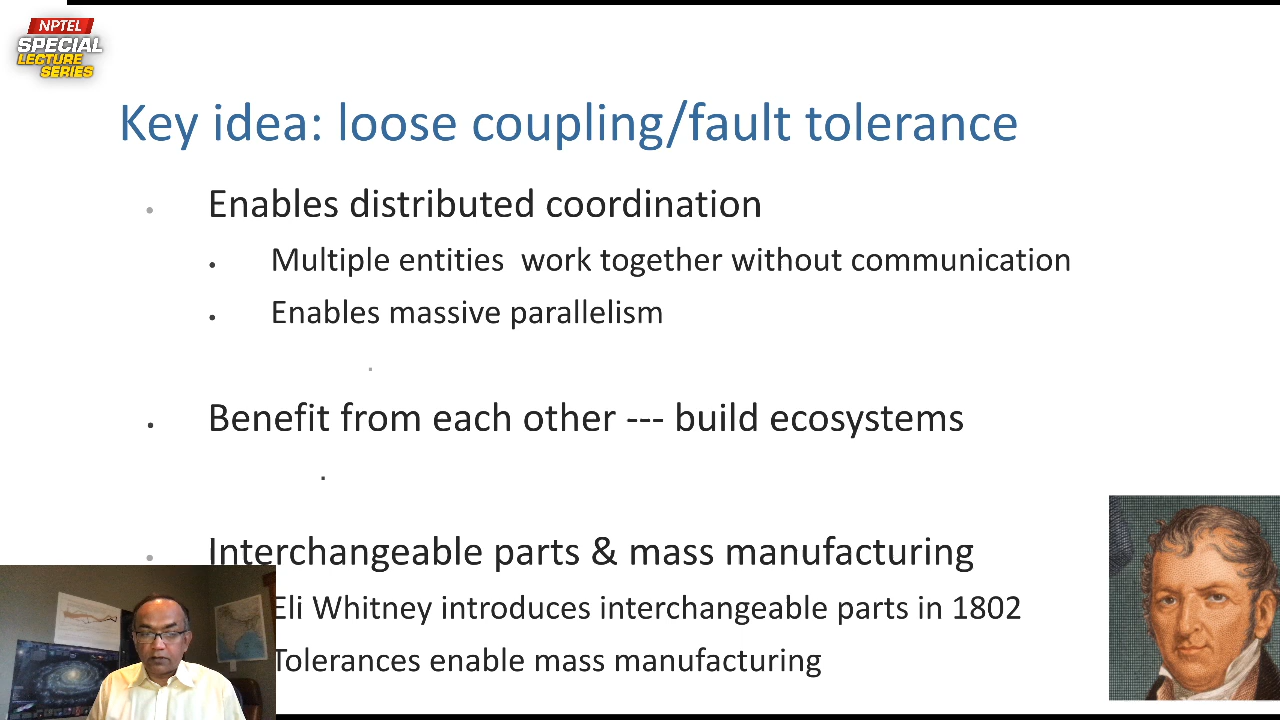 NPTEL
SPECIAL
LECTURE
SERIES
Key idea: loose coupling/fault tolerance
Enables distributed coordination
Multiple entities work together without communication
Enables massive parallelism
Benefit from each other --- build ecosystems
Interchangeable parts & mass manufacturing
Eli Whitney introduces interchangeable parts in 1802
Tolerances enable mass manufacturing